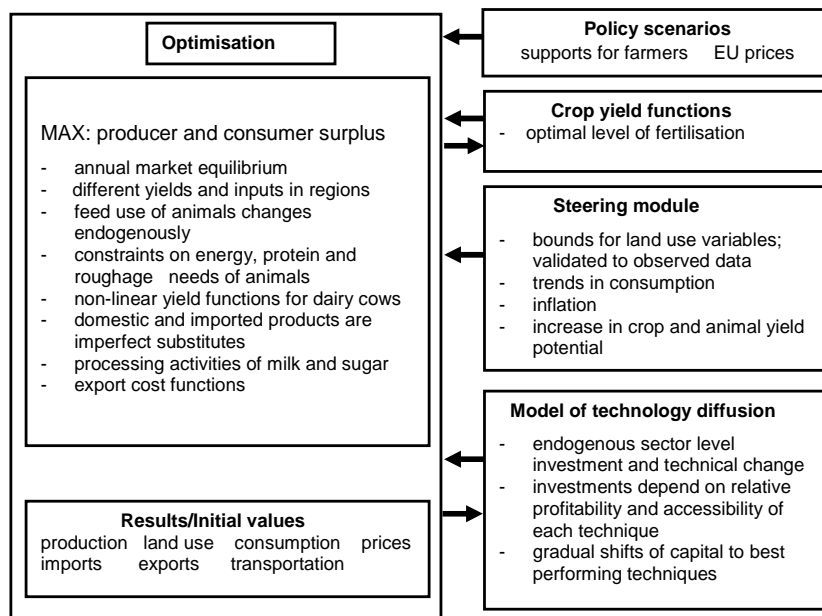 Optimisation
MAX: producer and consumer surplus
- annual market equilibrium
- different yields and inputs in regions
- feed use of animals changes
endogenously
- constraints on energy, protein and
roughage needs of animals
- non-linear yield functions for dairy cows
- domestic and imported products are
imperfect substitutes
- processing activities of milk and sugar
- export cost functions
Results/Initial values
production land use consumption prices
imports exports transportation
Policy scenarios
supports for farmers EU prices
Crop yield functions
- optimal level of fertilisation
Steering module
- bounds for land use variables;
validated to observed data
- trends in consumption
- inflation
- increase in crop and animal yield
potential
Model of technology diffusion
- endogenous sector level
investment and technical change
- investments depend on relative
profitability and accessibility of
each technique
- gradual shifts of capital to best
performing techniques